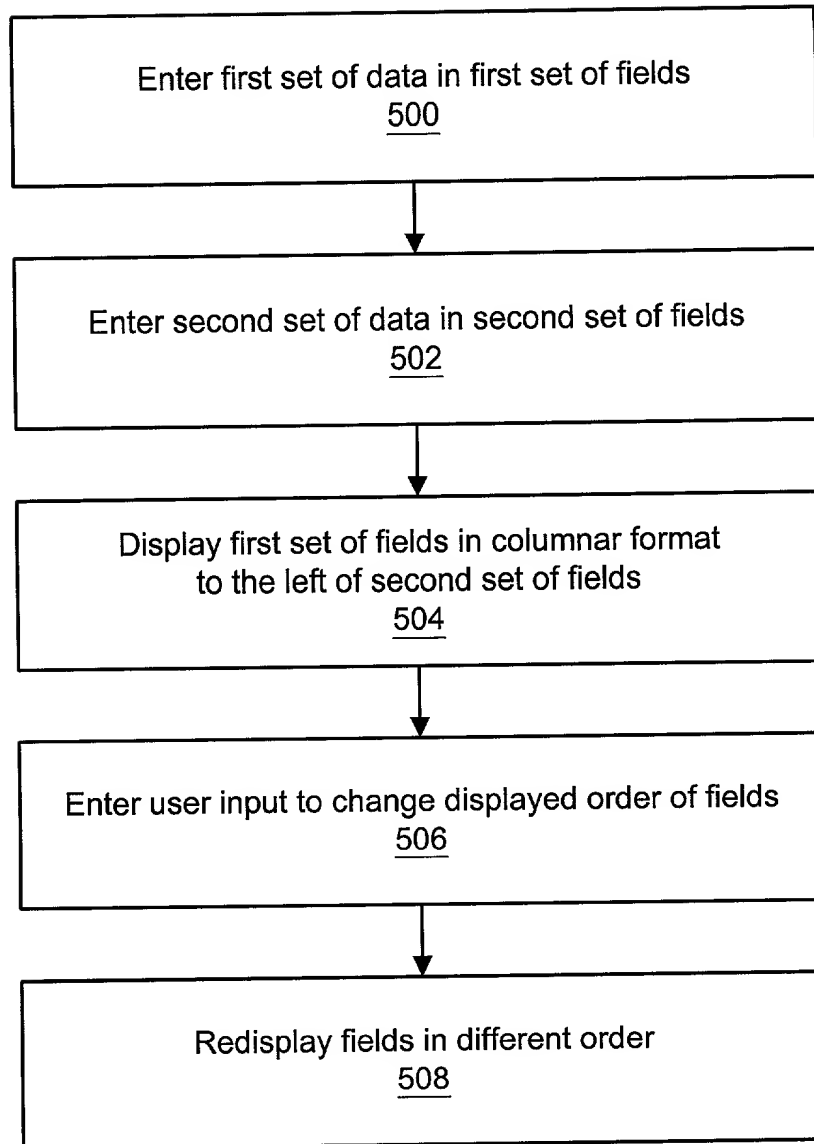 Enter first set of data in first set of fields
500
Enter second set of data in second set of fields
502
Display first set of fields in columnar format
to the left of second set of fields
504
Enter user input to change displayed order of fields
506
Redisplay fields in different order
508